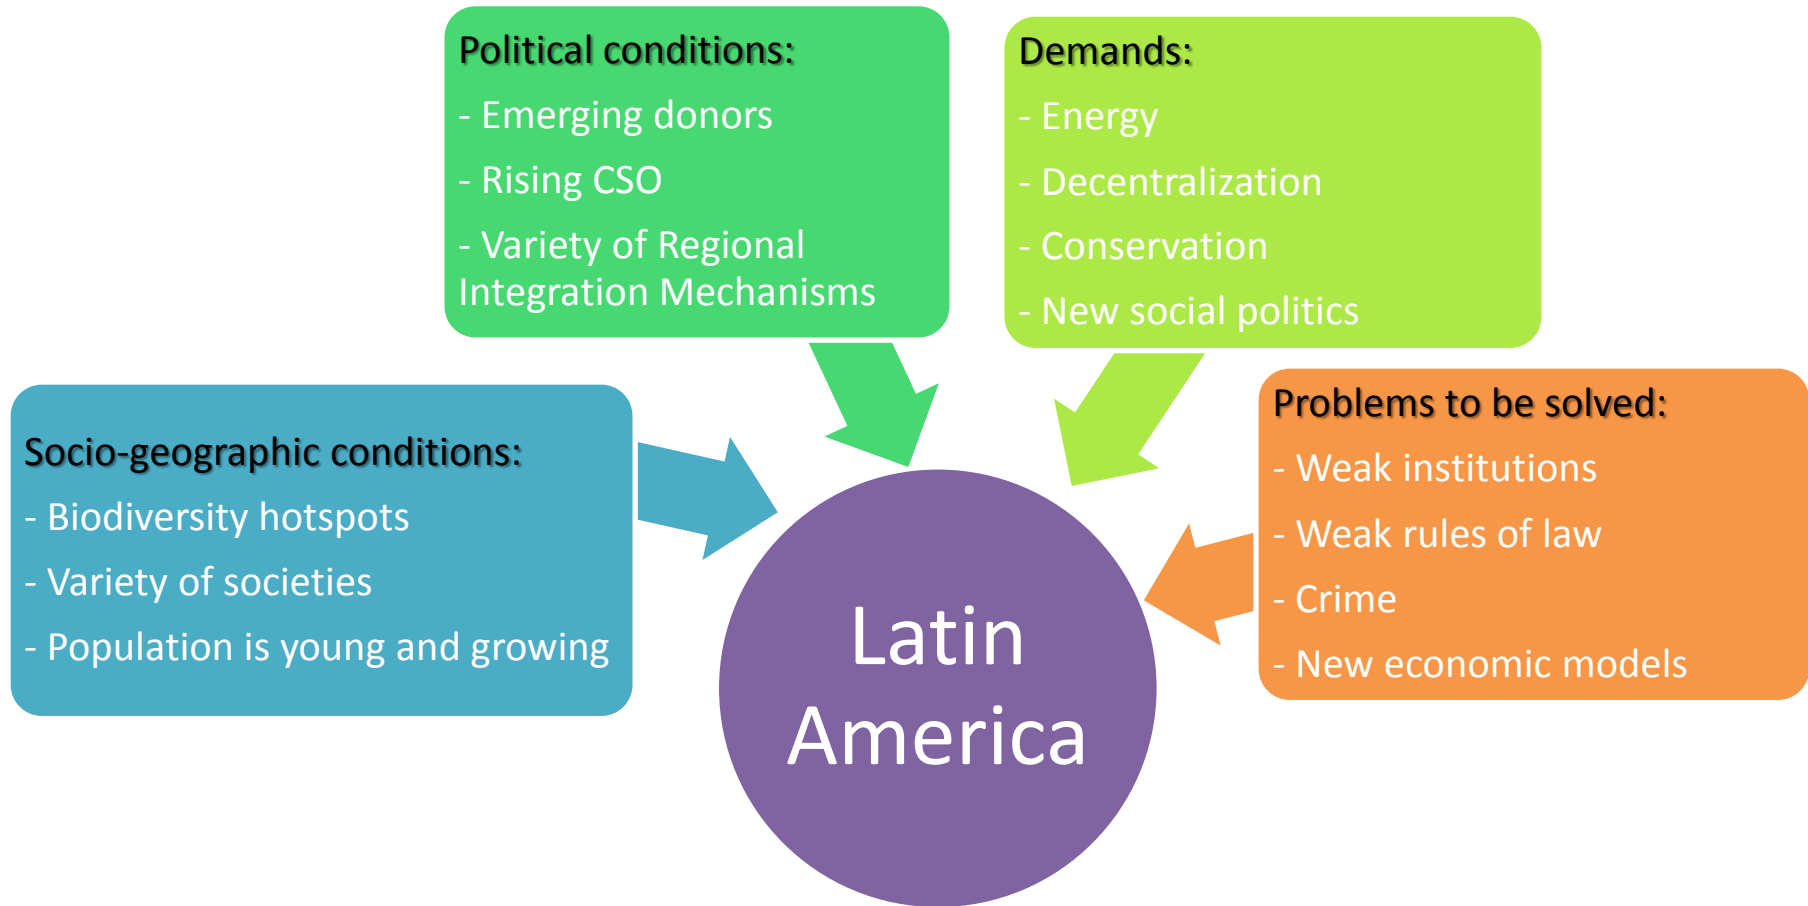 Political conditions:
- Emerging donors
- Rising CSO
- Variety of Regional
Integration Mechanisms
Demands:
- Energy
- Decentralization
- Conservation
- New social politics
Socio-geographic conditions:
- Biodiversity hotspots
- Variety of societies
- Population is young and growing
Problems to be solved:
- Weak institutions
- Weak rules of law
- Crime
- New economic models
Latin
America